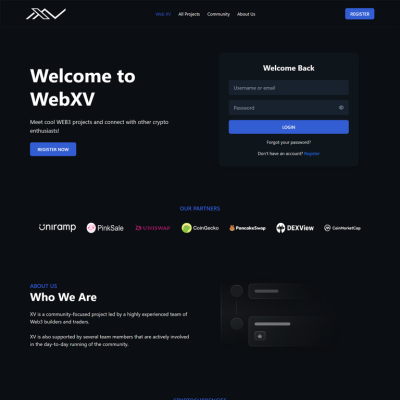 XV
Web XV
All Projects
Community
About Us
REGISTER
Welcome to
WebXV
Meet cool WEB3 projects and connect with other crypto
enthusiasts!
REGISTER NOW
Welcome Back
Username or email
Password
LOGIN
Forgot your password?
Don't have an account? Register
OUR PARTNERS
Uniramp
PinkSale
UNISWAP
CoinGecko
PancakeSwap
DEXView
CoinMarketCap
ABOUT US
Who We Are
XV is a community-focused project led by a highly experienced team of
Web3 builders and traders.
XV is also supported by several team members that are actively involved
in the day-to-day running of the community.